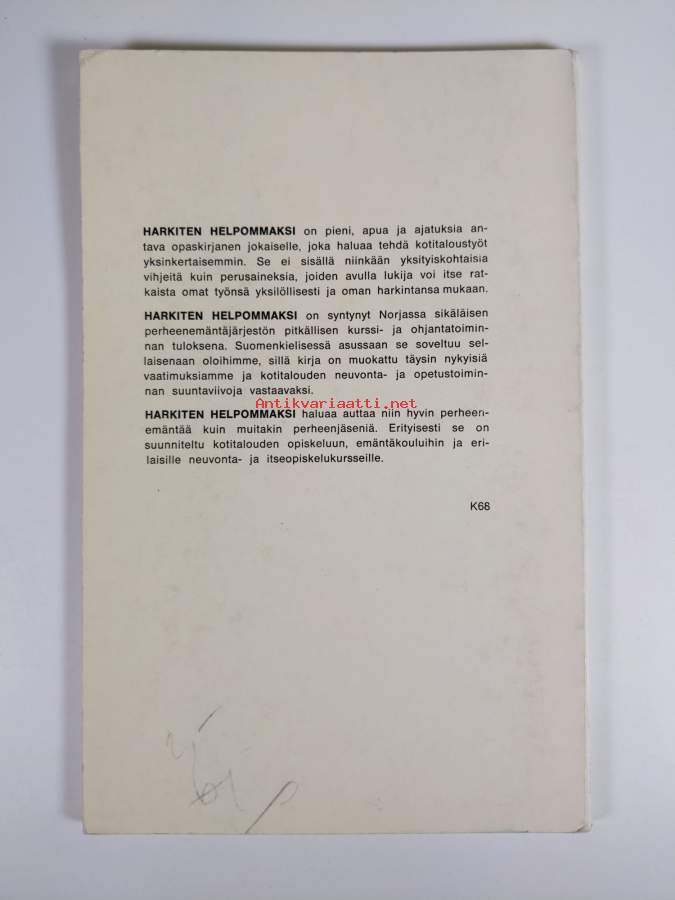 HARKITEN HELPOMMAKSI on pieni, apua ja ajatuksia an-
tava opaskirjanen jokaiselle, joka haluaa tehdä kotitaloustyöt
yksinkertaisemmin. Se ei sisällä niinkään yksityiskohtaisia
vihjeitä kuin perusaineksia, joiden avulla lukija voi itse rat-
kaista omat työnsä yksilöllisesti ja oman harkintansa mukaan.
HARKITEN HELPOMMAKSI on syntynyt Norjassa sikäläisen
perheenemäntäjärjestön pitkällisen kurssi- ja ohjantatoimin-
nan tuloksena. Suomenkielisessä asussaan se soveltuu sel-
laisenaan oloihimme, sillä kirja on muokattu täysin nykyisiä
vaatimuksiamme ja kotitalouden neuvonta- ja opetustoimin-
nan suuntaviivoja vastaavaksi.
Antikvariaatti.net
HARKITEN HELPOMMAKSI haluaa auttaa niin hyvin perheen-
emäntää kuin muitakin perheenjäseniä. Erityisesti se on
suunniteltu kotitalouden opiskeluun, emäntäkouluihin ja eri-
laisille neuvonta- ja itseopiskelukursseille.
K68